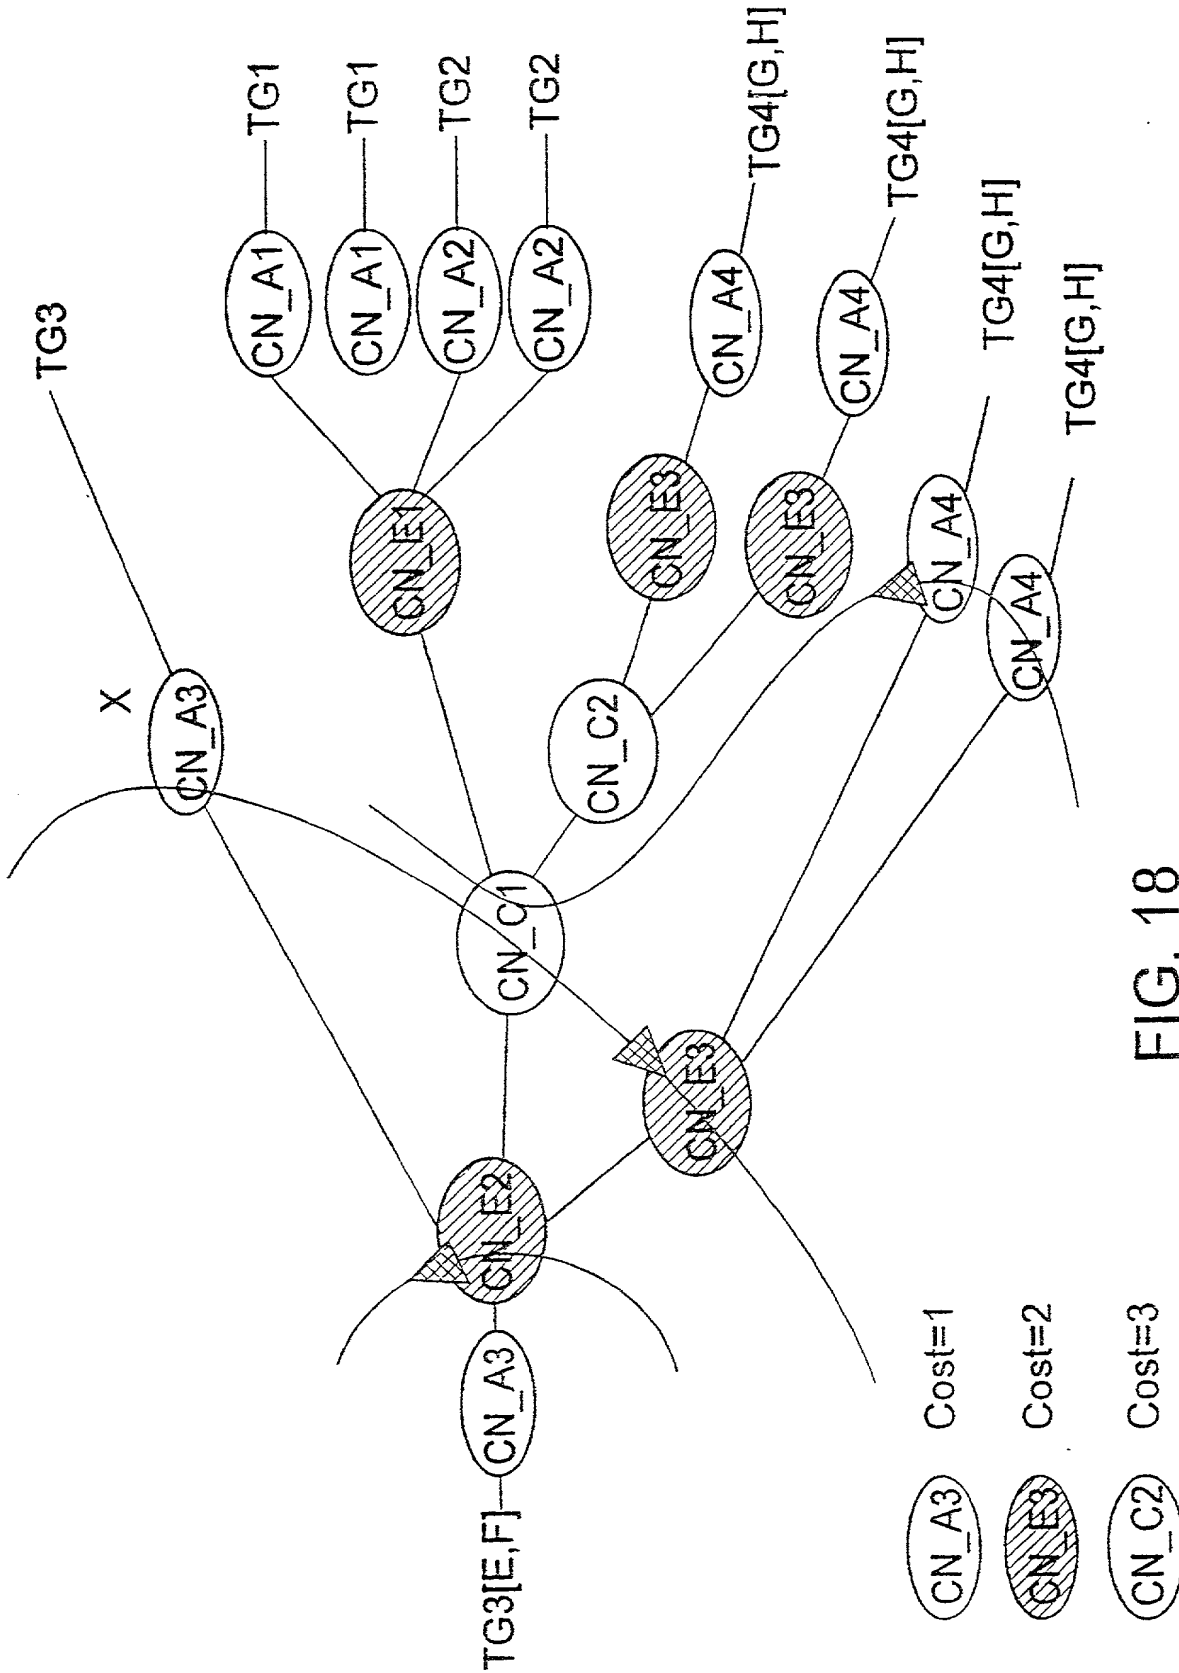 TG3
X
CN_A3
CN_A1 TG1
CN_A1 TG1
CN_A2 TG2
CN_A2 TG2
CN_E1
TG3[E,F] CN_A3 CN_E2 CN_C1
CN_C2
CN_E3 CN_A4 TG4[G,H]
CN_E3 CN_A4 TG4[G,H]
CN_E3
CN_A4 TG4[G,H]
CN_A4 TG4[G,H]
CN_A3 Cost=1
CN_E3 Cost=2
CN_C2 Cost=3
FIG. 18